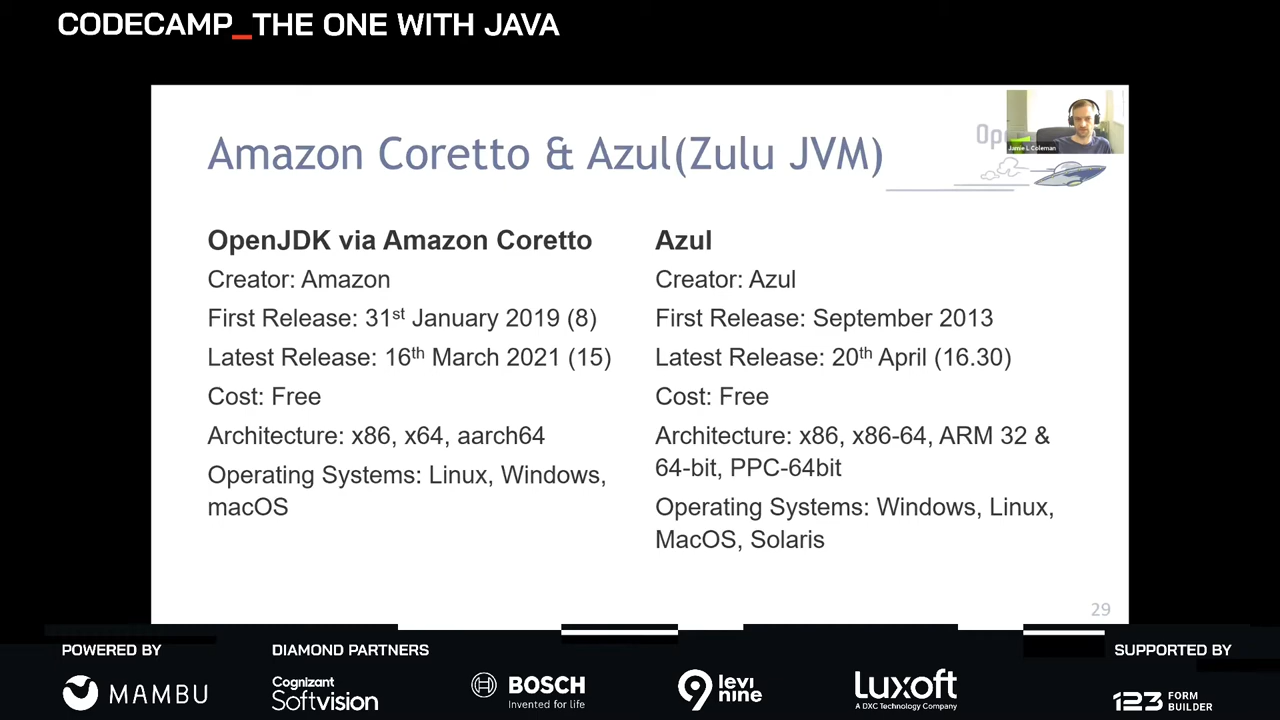 CODECAMP_THE ONE WITH JAVA
Amazon Coretto & Azul(Zulu JVM)
Jamie L Coleman
OpenJDK via Amazon Coretto
Creator: Amazon
First Release: 31st January 2019 (8)
Latest Release: 16th March 2021 (15)
Cost: Free
Architecture: x86, x64, aarch64
Operating Systems: Linux, Windows,
macOS
Azul
Creator: Azul
First Release: September 2013
Latest Release: 20th April (16.30)
Cost: Free
Architecture: x86, x86-64, ARM 32 &
64-bit, PPC-64bit
Operating Systems: Windows, Linux,
MacOS, Solaris
29
POWERED BY
MAMBU
DIAMOND PARTNERS
Cognizant
Softvision
BOSCH
Invented for life
9 levi
nine
Luxoft
A DXC Technology Company
SUPPORTED BY
123 FORM
BUILDER